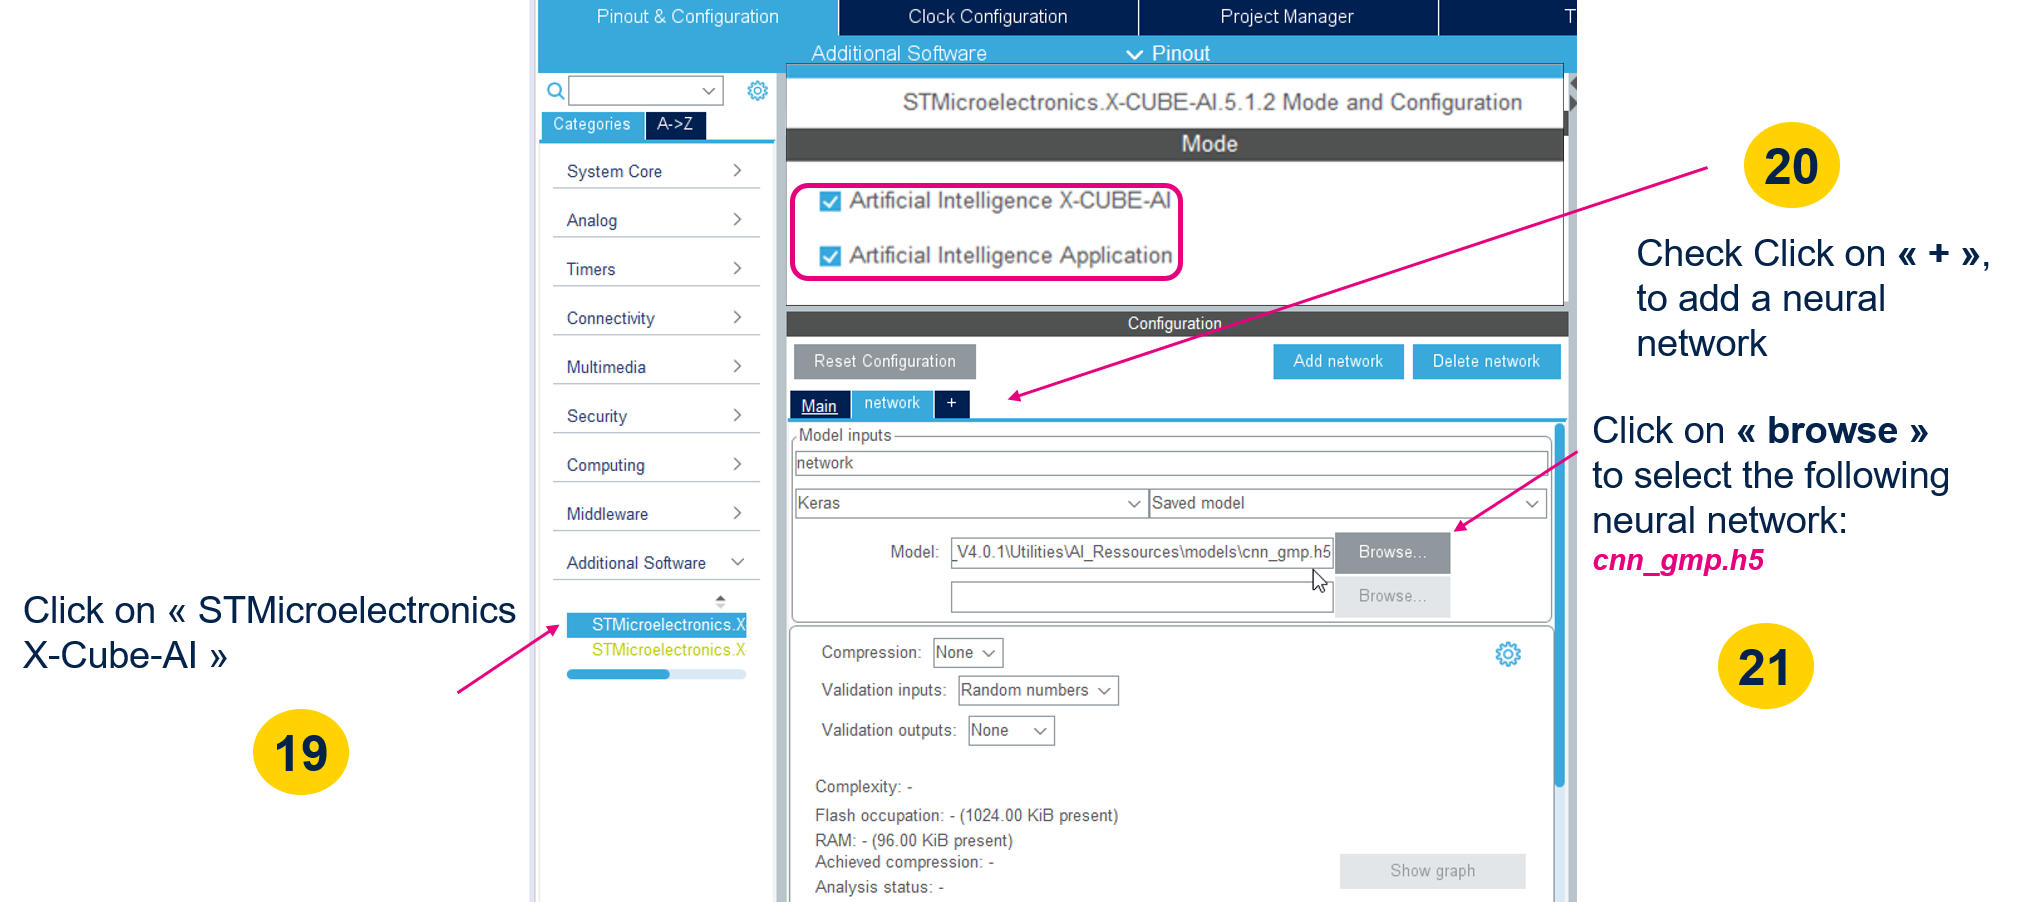 Pinout & Configuration
Clock Configuration
Project Manager
T
Additional Software
Pinout
Categories
A->Z
System Core
Analog
Timers
Connectivity
Multimedia
Security
Computing
Middleware
Additional Software
STMicroelectronics.X
STMicroelectronics.X-
STMicroelectronics.X-CUBE-AI.5.1.2 Mode and Configuration
Mode
Artificial Intelligence X-CUBE-AI
Artificial Intelligence Application
Configuration
Reset Configuration
Add network
Delete network
Main
network
+
Model inputs
network
Keras
Saved model
Model:
_V4.0.1\Utilities\AI_Ressources\models\cnn_gmp.h5
Browse...
Browse...
Compression:
None
Validation inputs:
Random numbers
Validation outputs:
None
Complexity: -
Flash occupation: - (1024.00 KiB present)
RAM: - (96.00 KiB present)
Achieved compression: -
Analysis status: -
Show graph
Click on « STMicroelectronics
X-Cube-AI »
19
20
Check Click on « + »,
to add a neural
network
Click on « browse »
to select the following
neural network:
cnn_gmp.h5
21